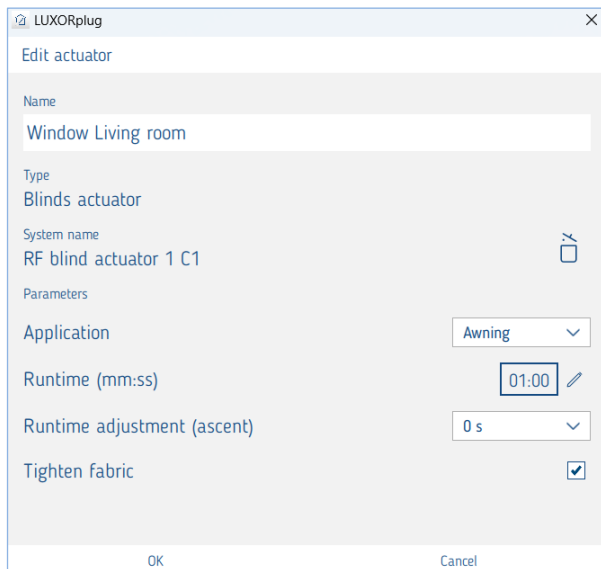 LUXORplug
Edit actuator
Name
Window Living room
Type
Blinds actuator
System name
RF blind actuator 1 C1
Parameters
Application Awning
Runtime (mm:ss) 01:00
Runtime adjustment (ascent) 0 s
Tighten fabric
OK Cancel